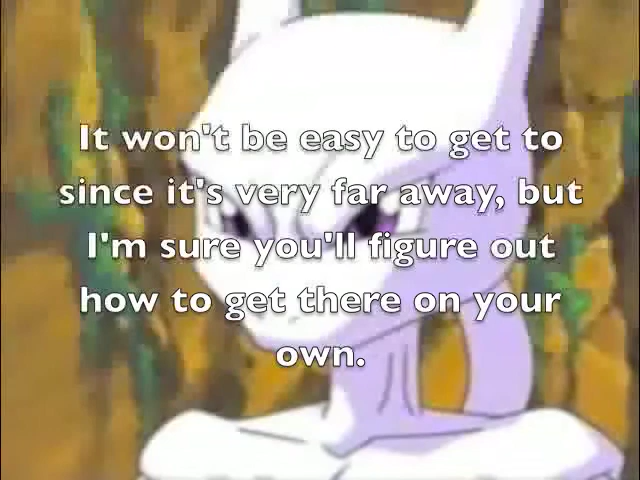 It won't be easy to get to
since it's very far away, but
I'm sure you'll figure out
how to get there on your
own.